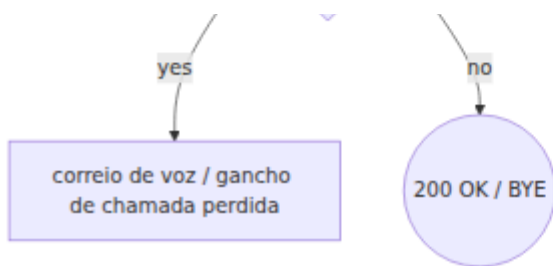 yes
no
correio de voz / gancho
de chamada perdida
200 OK / BYE